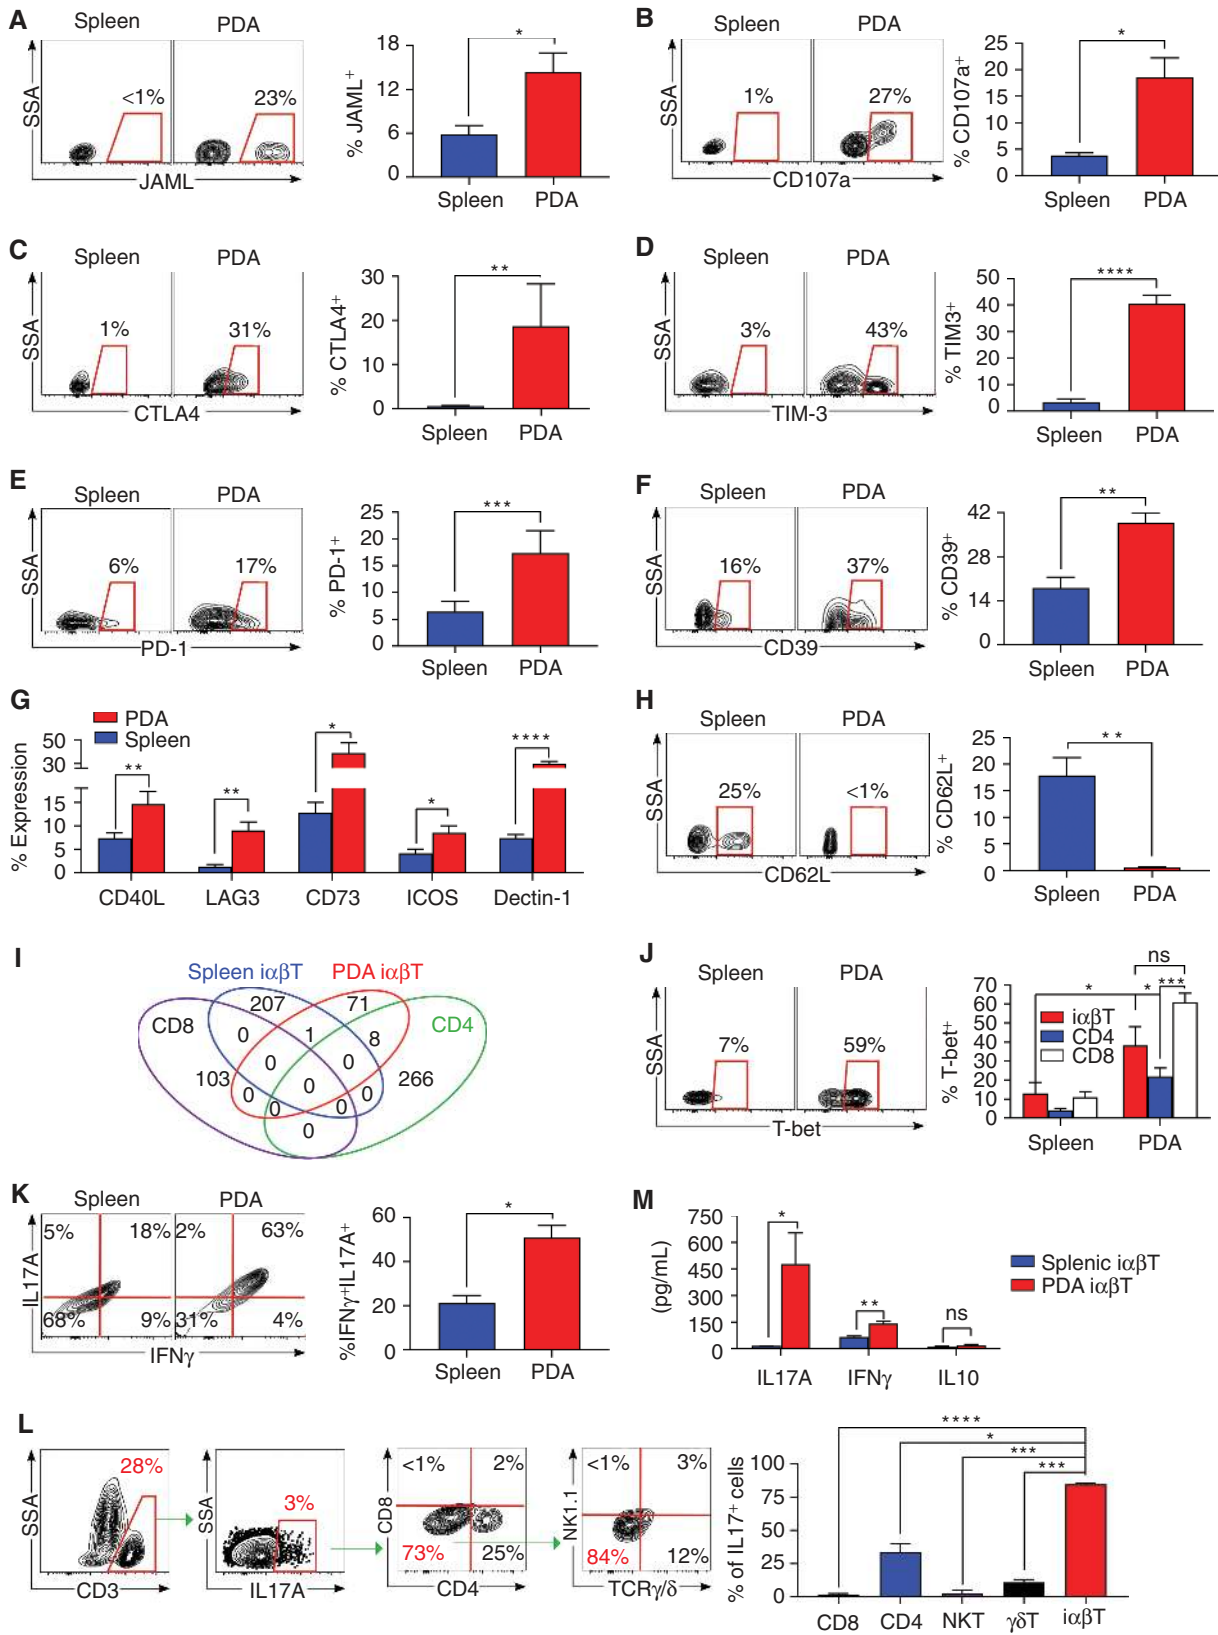 A
Spleen
PDA
SSA
<1%
23%
JAML
% JAML+
18
12
6
0
*
Spleen
PDA
B
Spleen
PDA
SSA
1%
27%
CD107a
% CD107a+
25
20
15
10
5
0
*
Spleen
PDA
C
Spleen
PDA
SSA
1%
31%
CTLA4
% CTLA4+
30
20
10
0
**
Spleen
PDA
D
Spleen
PDA
SSA
3%
43%
TIM-3
% TIM3+
50
40
30
20
10
0
****
Spleen
PDA
E
Spleen
PDA
SSA
6%
17%
PD-1
% PD-1+
25
20
15
10
5
0
***
Spleen
PDA
F
Spleen
PDA
SSA
16%
37%
CD39
% CD39+
42
28
14
0
**
Spleen
PDA
G
PDA
Spleen
% Expression
50
30
15
10
5
0
**
**
*
*
****
CD40L
LAG3
CD73
ICOS
Dectin-1
H
Spleen
PDA
SSA
25%
<1%
CD62L
% CD62L+
25
20
15
10
5
0
**
Spleen
PDA
I
Spleen iαβT
PDA iαβT
CD8
CD4
207
71
0
1
8
0
0
103
0
266
0
0
0
0
0
J
Spleen
PDA
SSA
7%
59%
T-bet
% T-bet+
70
60
50
40
30
20
10
0
ns
*
*
***
iαβT
CD4
CD8
Spleen
PDA
K
Spleen
PDA
IL17A
5%
18%
2%
63%
68%
9%
31%
4%
IFNγ
%IFNγ+IL17A+
60
40
20
0
*
Spleen
PDA
M
(pg/mL)
750
600
450
300
150
0
*
**
ns
IL17A
IFNγ
IL10
Splenic iαβT
PDA iαβT
L
SSA
28%
CD3
SSA
3%
IL17A
CD8
<1%
2%
73%
25%
CD4
NK1.1
<1%
3%
84%
12%
TCRγ/δ
% of IL17+ cells
100
75
50
25
0
****
*
***
***
CD8
CD4
NKT
γδT
iαβT